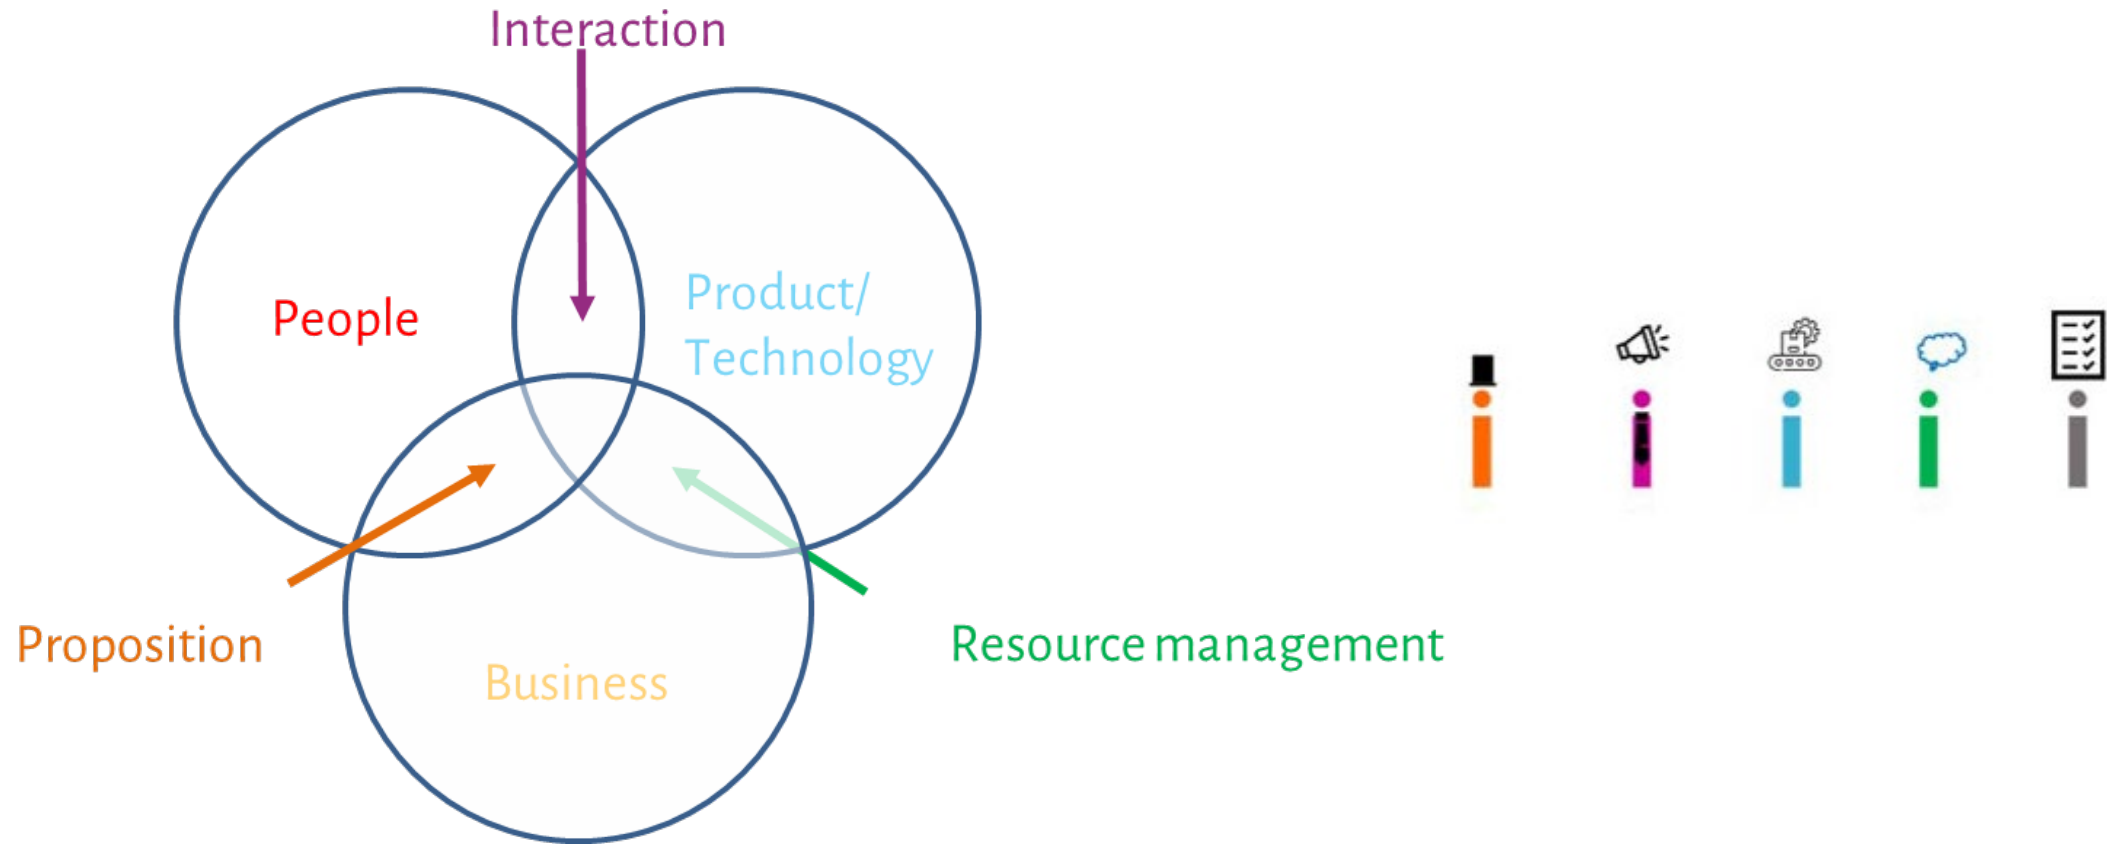 Interaction
People
Product/
Technology
Proposition
Resource management
Business